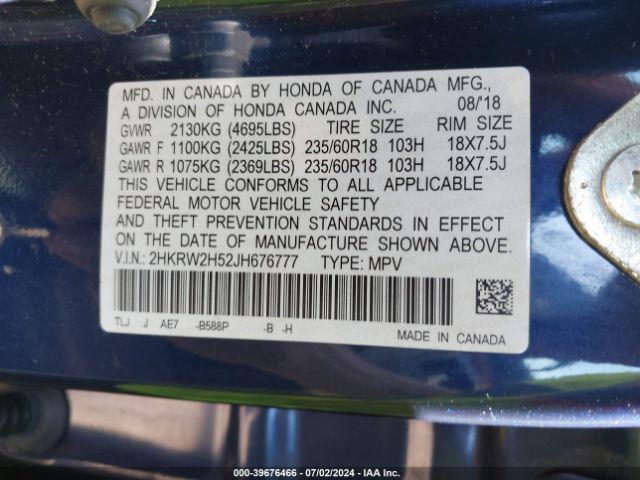 MFD. IN CANADA BY HONDA OF CANADA MFG.,
A DIVISION OF HONDA CANADA INC. 08/'18
GVWR 2130KG (4695LBS) TIRE SIZE RIM SIZE
GAWR F 1100KG (2425LBS) 235/60R18 103H 18X7.5J
GAWR R 1075KG (2369LBS) 235/60R18 103H 18X7.5J
THIS VEHICLE CONFORMS TO ALL APPLICABLE
FEDERAL MOTOR VEHICLE SAFETY
AND THEFT PREVENTION STANDARDS IN EFFECT
ON THE DATE OF MANUFACTURE SHOWN ABOVE.
V.I.N.: 2HKRW2H52JH676777 TYPE: MPV
TLJ J AE7 -B588P -B -H
MADE IN CANADA
000-39676466 - 07/02/2024 - IAA Inc.